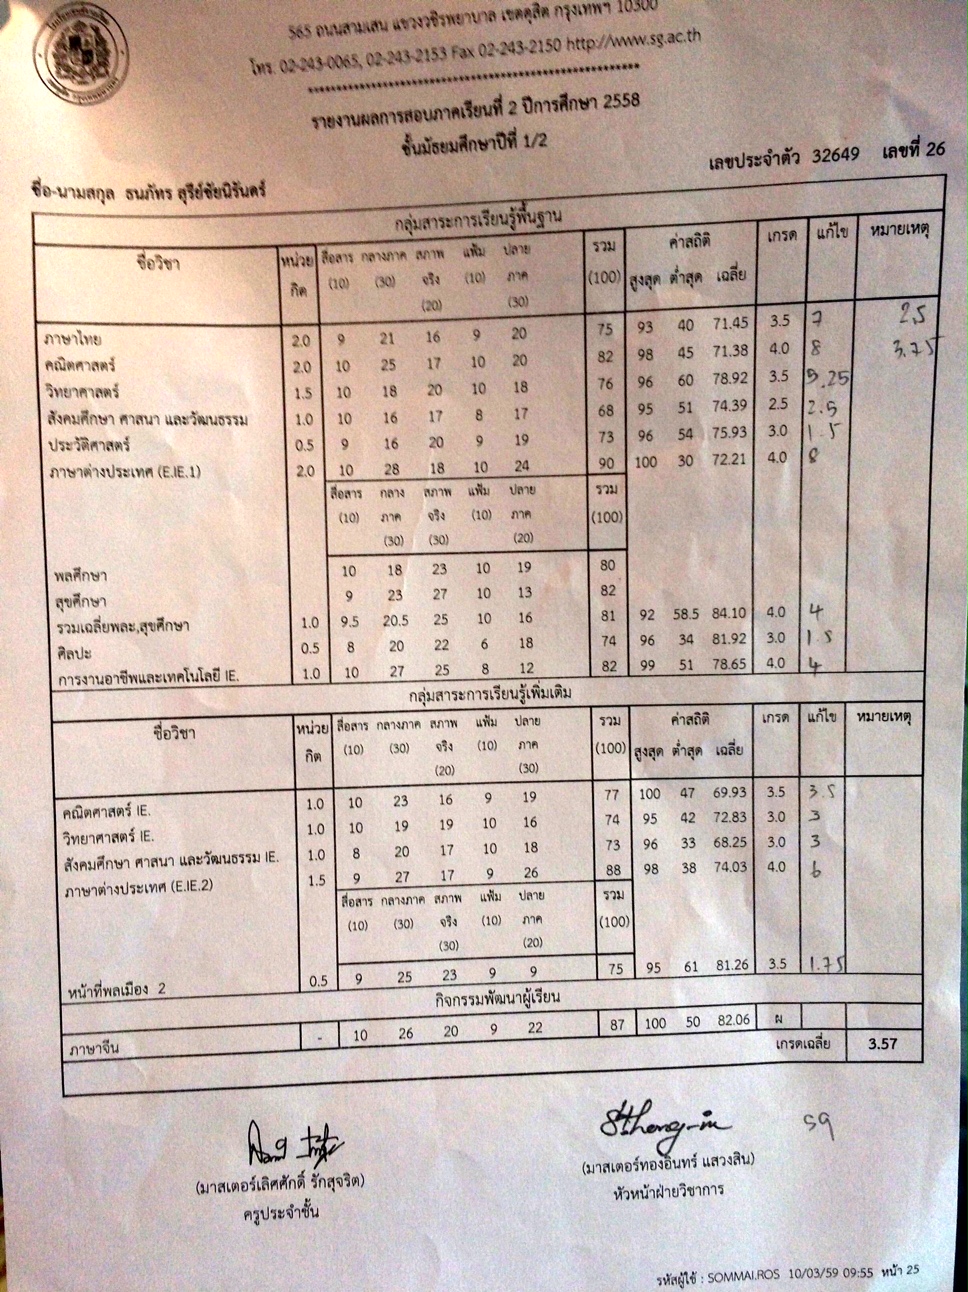 565 ถนนสามเสน แขวงวชิรพยาบาล เขตดุสิต กรุงเทพฯ 10300
โทร. 02-243-0065, 02-243-2153 Fax 02-243-2150 http://www.sg.ac.th
รายงานผลการสอบภาคเรียนที่ 2 ปีการศึกษา 2558
ชั้นมัธยมศึกษาปีที่ 1/2
เลขประจำตัว 32649 เลขที่ 26
ชื่อ-นามสกุล ธนภัทร สุรีย์ชัยนิรันดร์
กลุ่มสาระการเรียนรู้พื้นฐาน
ชื่อวิชา หน่วยกิต สื่อสาร (10) กลางภาค (30) สภาพจริง (20) แฟ้ม (10) ปลายภาค (30) รวม (100) ค่าสถิติ สูงสุด ต่ำสุด เฉลี่ย เกรด แก้ไข หมายเหตุ
ภาษาไทย 2.0 9 21 16 9 20 75 93 40 71.45 3.5 7 25
คณิตศาสตร์ 2.0 10 25 17 10 20 82 98 45 71.38 4.0 8 3.75
วิทยาศาสตร์ 1.5 10 18 20 10 18 76 96 60 78.92 3.5 5.25
สังคมศึกษา ศาสนา และวัฒนธรรม 1.0 10 16 17 8 17 68 95 51 74.39 2.5 2.5
ประวัติศาสตร์ 0.5 9 16 20 9 19 73 96 54 75.93 3.0 1.5
ภาษาต่างประเทศ (E.IE.1) 2.0 10 28 18 10 24 90 100 30 72.21 4.0 8
สื่อสาร (10) กลางภาค (30) สภาพจริง (30) แฟ้ม (10) ปลายภาค (20) รวม (100)
พลศึกษา 10 18 23 10 19 80
สุขศึกษา 9 23 27 10 13 82
รวมเฉลี่ยพละ,สุขศึกษา 1.0 9.5 20.5 25 10 16 81 92 58.5 84.10 4.0 4
ศิลปะ 0.5 8 20 22 6 18 74 96 34 81.92 3.0 1.5
การงานอาชีพและเทคโนโลยี IE. 1.0 10 27 25 8 12 82 99 51 78.65 4.0 4
กลุ่มสาระการเรียนรู้เพิ่มเติม
ชื่อวิชา หน่วยกิต สื่อสาร (10) กลางภาค (30) สภาพจริง (20) แฟ้ม (10) ปลายภาค (30) รวม (100) ค่าสถิติ สูงสุด ต่ำสุด เฉลี่ย เกรด แก้ไข หมายเหตุ
คณิตศาสตร์ IE. 1.0 10 23 16 9 19 77 100 47 69.93 3.5 3.5
วิทยาศาสตร์ IE. 1.0 10 19 19 10 16 74 95 42 72.83 3.0 3
สังคมศึกษา ศาสนา และวัฒนธรรม IE. 1.0 8 20 17 10 18 73 96 33 68.25 3.0 3
ภาษาต่างประเทศ (E.IE.2) 1.5 9 27 17 9 26 88 98 38 74.03 4.0 6
สื่อสาร (10) กลางภาค (30) สภาพจริง (30) แฟ้ม (10) ปลายภาค (20) รวม (100)
หน้าที่พลเมือง 2 0.5 9 25 23 9 9 75 95 61 81.26 3.5 1.75
กิจกรรมพัฒนาผู้เรียน
ภาษาจีน - 10 26 20 9 22 87 100 50 82.06 ผ
เกรดเฉลี่ย 3.57
(มาสเตอร์เลิศศักดิ์ รักสุจริต)
ครูประจำชั้น
(มาสเตอร์ทองอินทร์ แสวงสิน)
หัวหน้าฝ่ายวิชาการ
รหัสผู้ใช้ : SOMMAI.ROS 10/03/59 09:55 หน้า 25